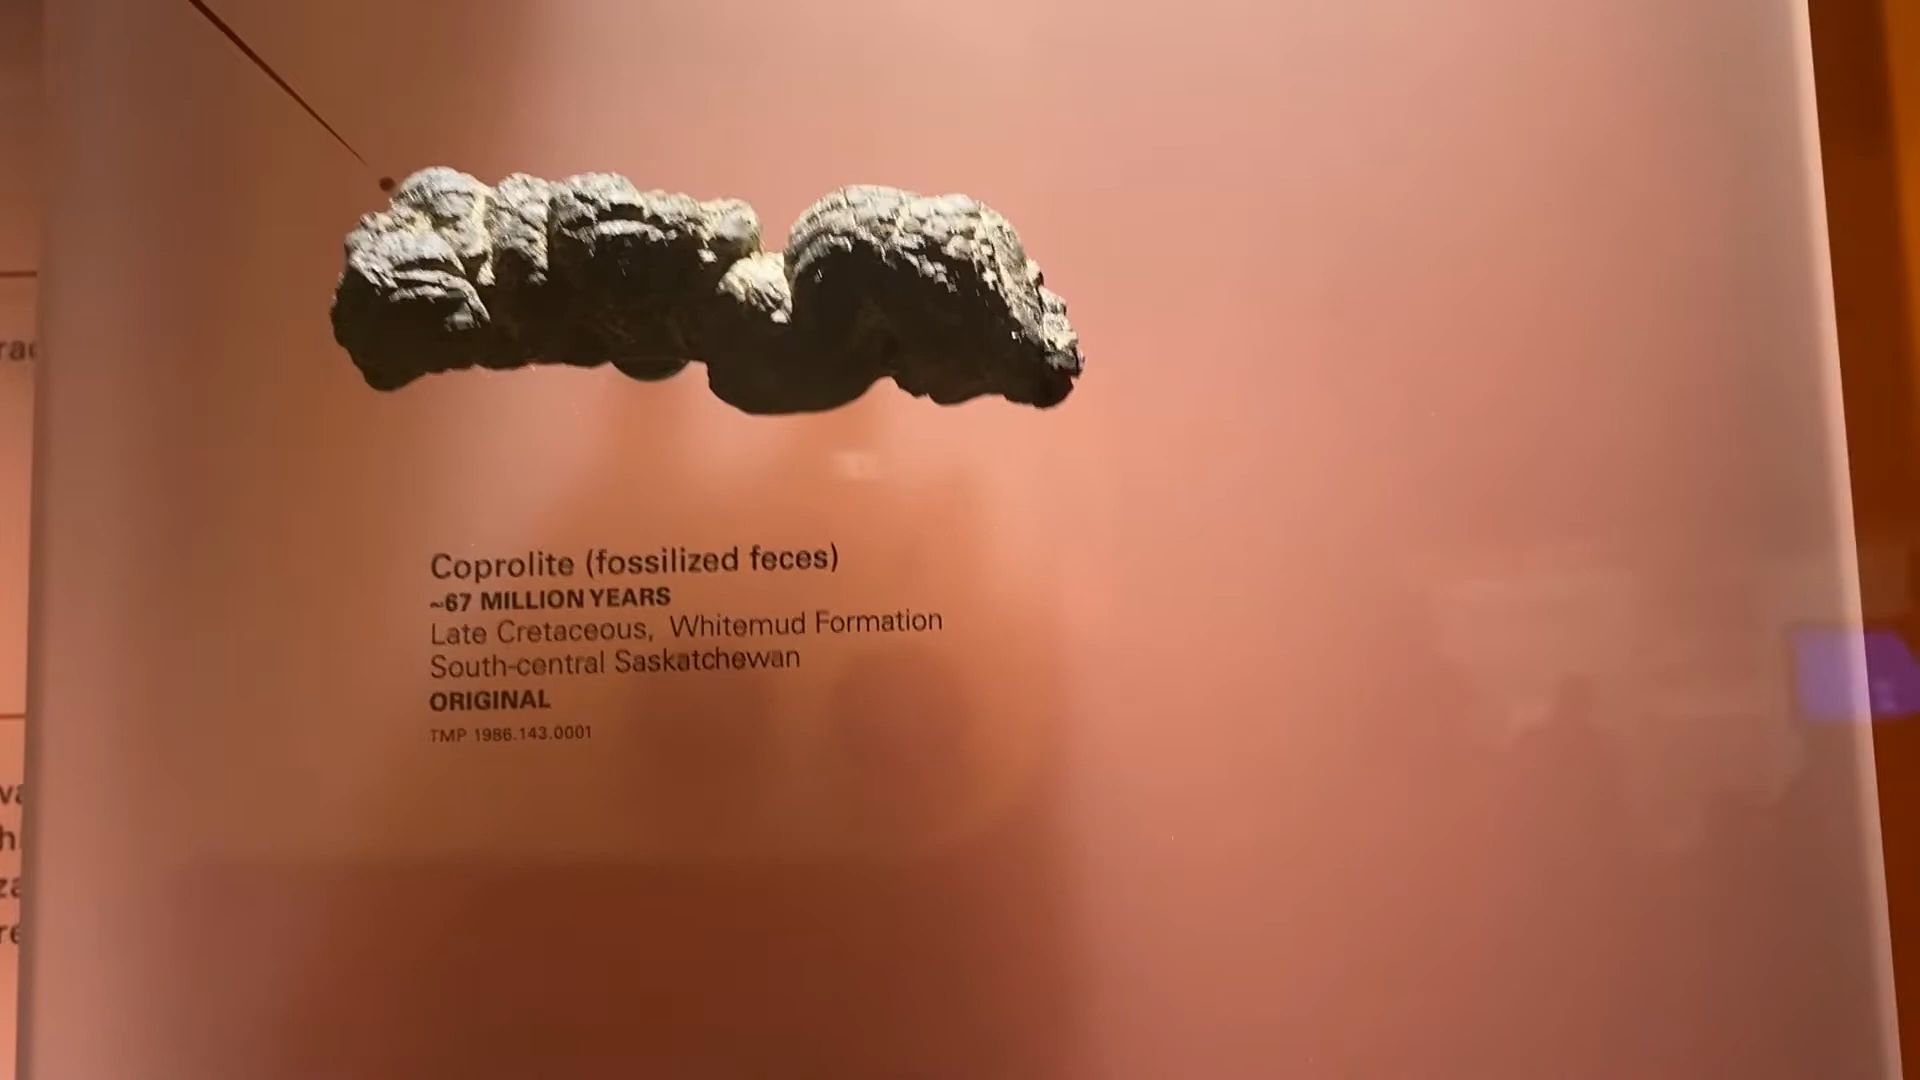 Coprolite (fossilized feces)
~67 MILLION YEARS
Late Cretaceous, Whitemud Formation
South-central Saskatchewan
ORIGINAL
TMP 1986.143.0001